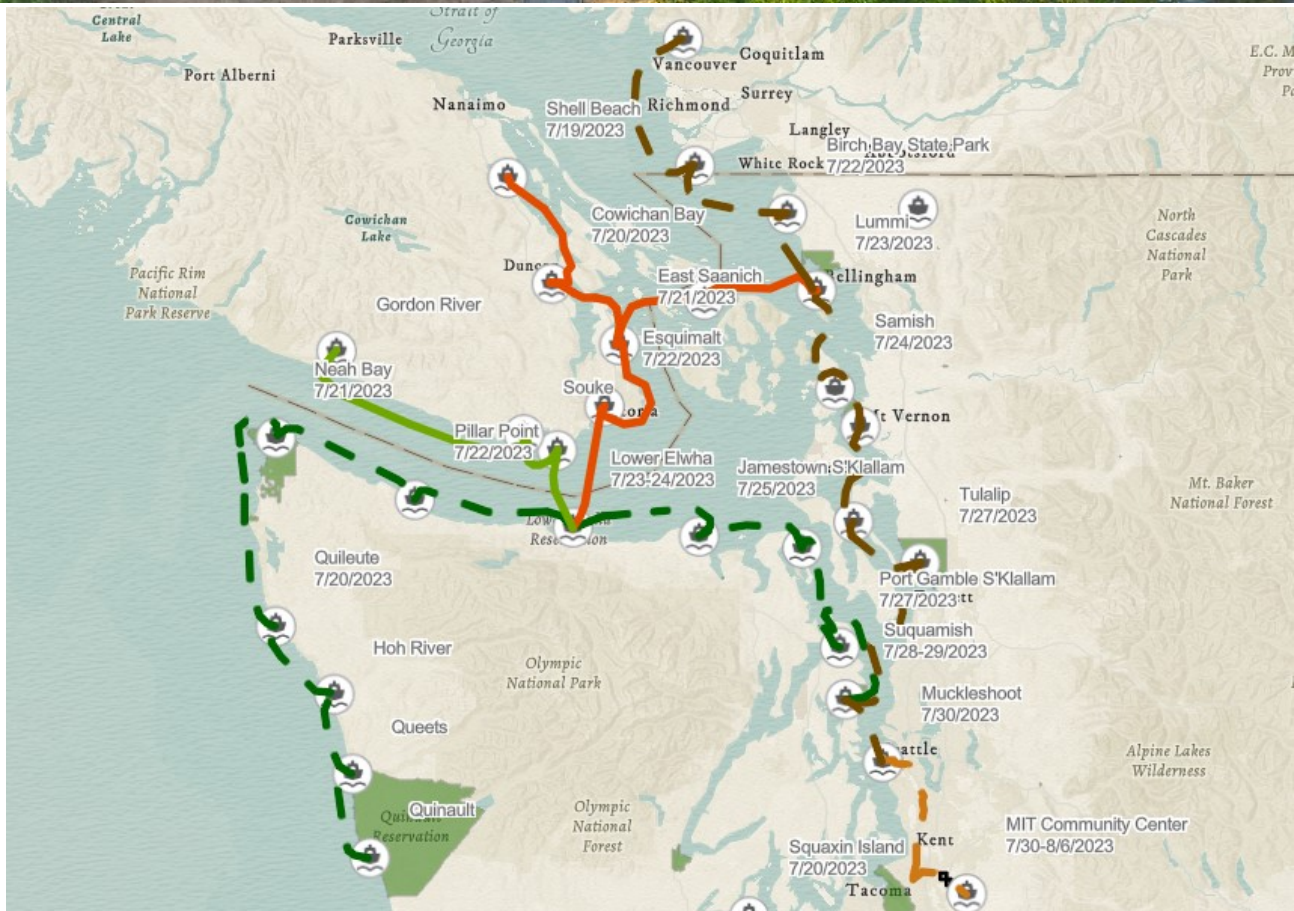 Central
Lake
Strait of
Georgia
Parksville
Port Alberni
Vancouver
Coquitlam
Nanaimo
Shell Beach
7/19/2023
Richmond
Surrey
Langley
White Rock
Abbotsford
Birch Bay State Park
7/22/2023
Cowichan
Lake
Cowichan Bay
7/20/2023
Lummi
7/23/2023
North
Cascades
National
Park
Pacific Rim
National
Park Reserve
Gordon River
East Saanich
7/21/2023
Bellingham
Samish
7/24/2023
Esquimalt
7/22/2023
Neah Bay
7/21/2023
Souke
Mt Vernon
Pillar Point
7/22/2023
Lower Elwha
7/23-24/2023
Jamestown S'Klallam
7/25/2023
Mt. Baker
National Forest
Tulalip
7/27/2023
Quileute
7/20/2023
Port Gamble S'Klallam
7/27/2023
Suquamish
7/28-29/2023
Hoh River
Olympic
National Park
Muckleshoot
7/30/2023
Queets
Alpine Lakes
Wilderness
Quinault
Quinault
Reservation
Olympic
National
Forest
Squaxin Island
7/20/2023
Kent
MIT Community Center
7/30-8/6/2023
Tacoma